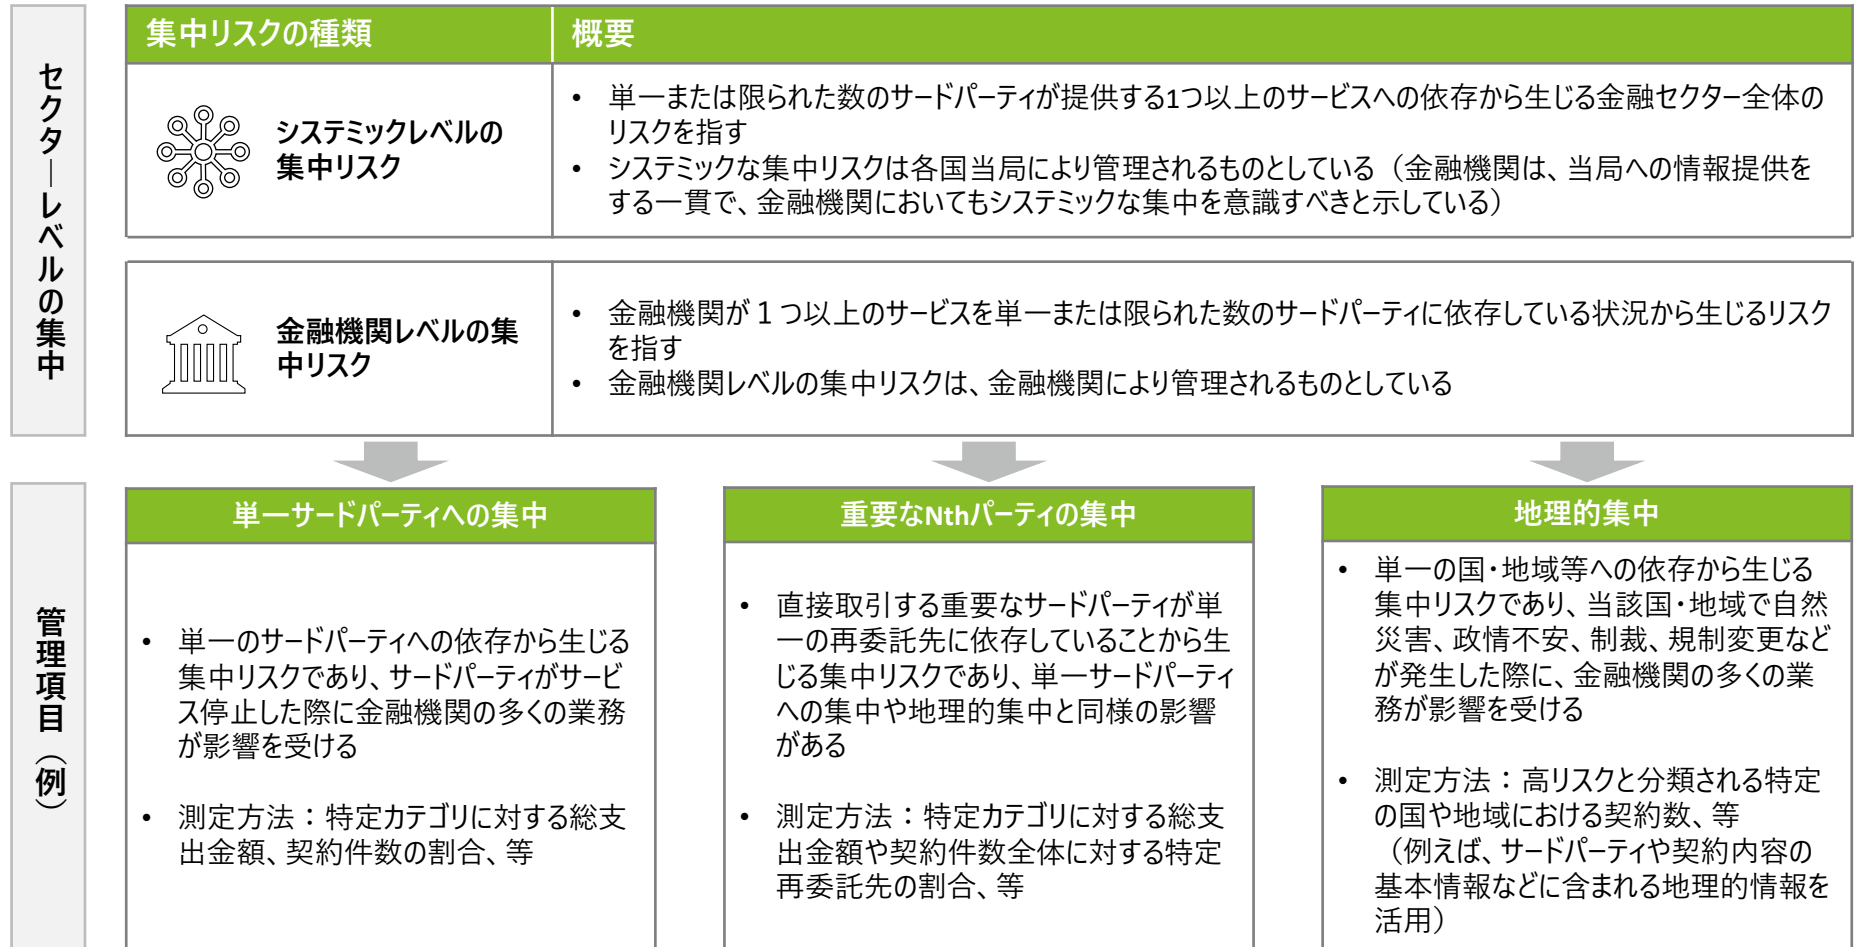 セクターレベルの集中
集中リスクの種類
概要
システミックレベルの
集中リスク
• 単一または限られた数のサードパーティが提供する1つ以上のサービスへの依存から生じる金融セクター全体の
リスクを指す
• システミックな集中リスクは各国当局により管理されるものとしている（金融機関は、当局への情報提供を
する一貫で、金融機関においてもシステミックな集中を意識すべきと示している）
金融機関レベルの集
中リスク
• 金融機関が１つ以上のサービスを単一または限られた数のサードパーティに依存している状況から生じるリスク
を指す
• 金融機関レベルの集中リスクは、金融機関により管理されるものとしている
管理項目（例）
単一サードパーティへの集中
• 単一のサードパーティへの依存から生じる
集中リスクであり、サードパーティがサービ
ス停止した際に金融機関の多くの業務
が影響を受ける
• 測定方法：特定カテゴリに対する総支
出金額、契約件数の割合、等
重要なNthパーティの集中
• 直接取引する重要なサードパーティが単
一の再委託先に依存していることから生
じる集中リスクであり、単一サードパーティ
への集中や地理的集中と同様の影響
がある
• 測定方法：特定カテゴリに対する総支
出金額や契約件数全体に対する特定
再委託先の割合、等
地理的集中
• 単一の国・地域等への依存から生じる
集中リスクであり、当該国・地域で自然
災害、政情不安、制裁、規制変更など
が発生した際に、金融機関の多くの業
務が影響を受ける
• 測定方法：高リスクと分類される特定
の国や地域における契約数、等
（例えば、サードパーティや契約内容の
基本情報などに含まれる地理的情報を
活用）